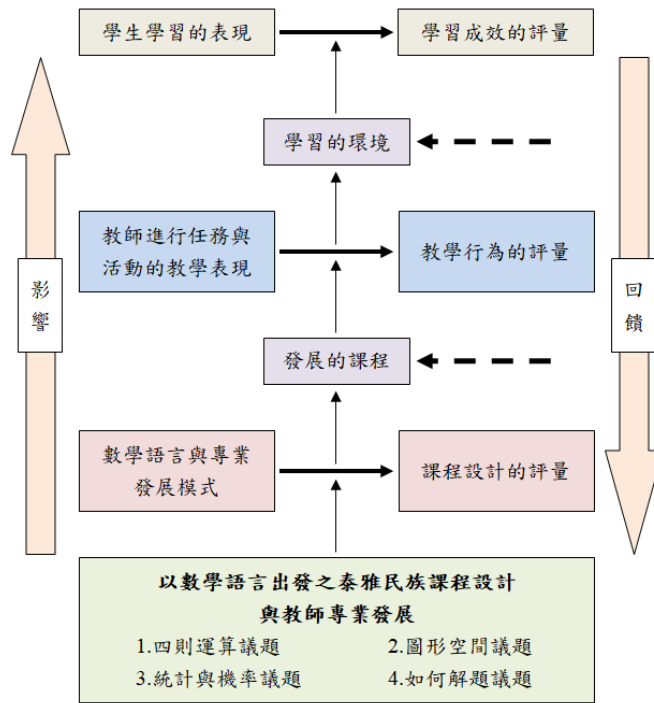 學生學習的表現
學習成效的評量
學習的環境
教師進行任務與
活動的教學表現
教學行為的評量
影響
回饋
發展的課程
數學語言與專業
發展模式
課程設計的評量
以數學語言出發之泰雅民族課程設計
與教師專業發展
1.四則運算議題
2.圖形空間議題
3.統計與機率議題
4.如何解題議題